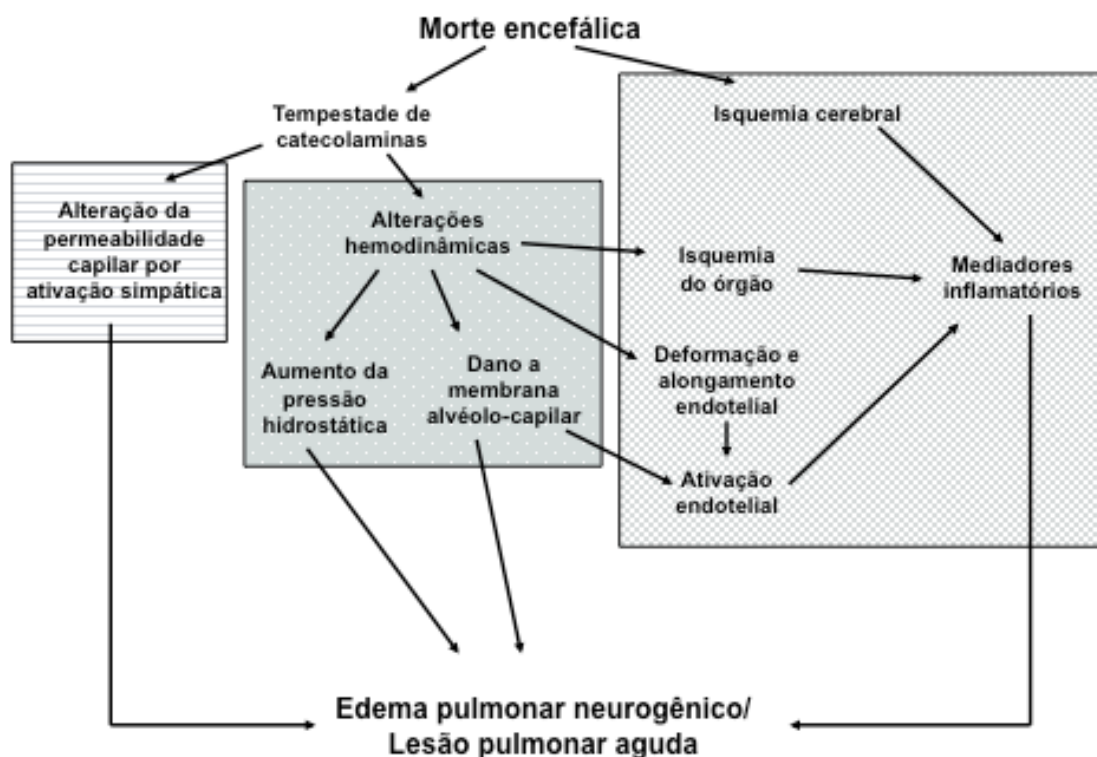 Morte encefálica
Tempestade de
catecolaminas
Isquemia cerebral
Alteração da
permeabilidade
capilar por
ativação simpática
Alterações
hemodinâmicas
Isquemia
do órgão
Mediadores
inflamatórios
Aumento da
pressão
hidrostática
Dano a
membrana
alvéolo-capilar
Deformação e
alongamento
endotelial
Ativação
endotelial
Edema pulmonar neurogênico/
Lesão pulmonar aguda